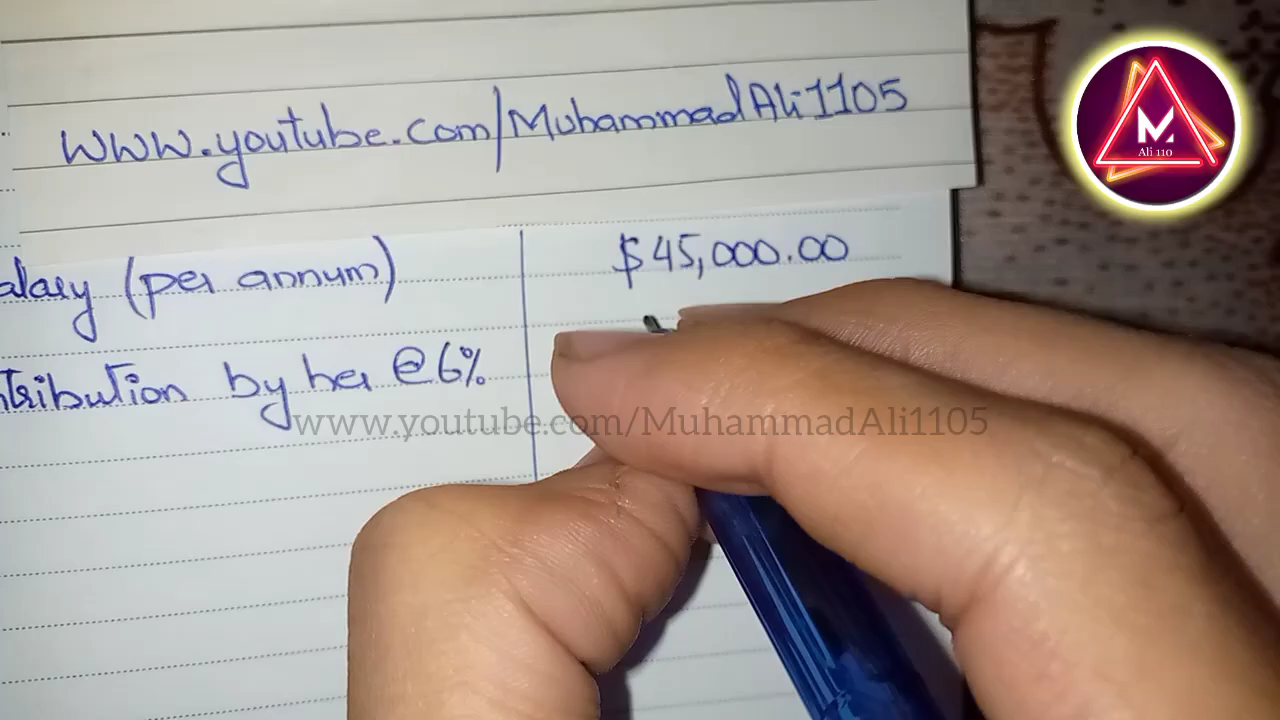 www.youtube.com/MuhammadAli1105
M
Ali 110
alary (per annum) $45,000.00
ntribution by her @6%
www.youtube.com/MuhammadAli1105